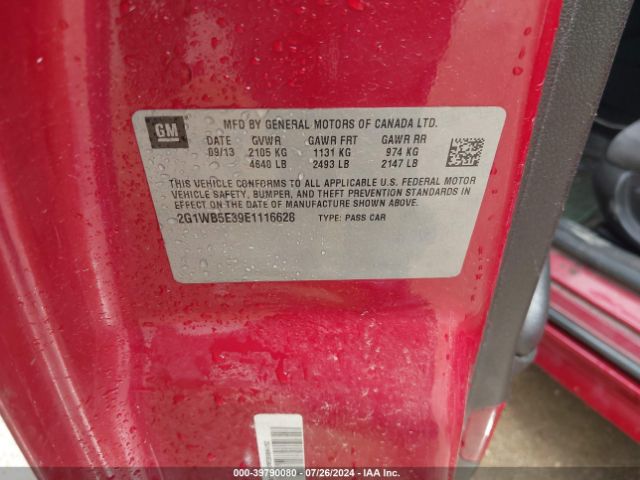 GM
MFD BY GENERAL MOTORS OF CANADA LTD.
DATE GVWR GAWR FRT GAWR RR
09/13 2105 KG 1131 KG 974 KG
4640 LB 2493 LB 2147 LB
THIS VEHICLE CONFORMS TO ALL APPLICABLE U.S. FEDERAL MOTOR
VEHICLE SAFETY, BUMPER, AND THEFT PREVENTION STANDARDS IN
EFFECT ON THE DATE OF MANUFACTURE SHOWN ABOVE.
2G1WB5E39E1116628 TYPE: PASS CAR
000-39790080 / 07/26/2024 - IAAI.COM